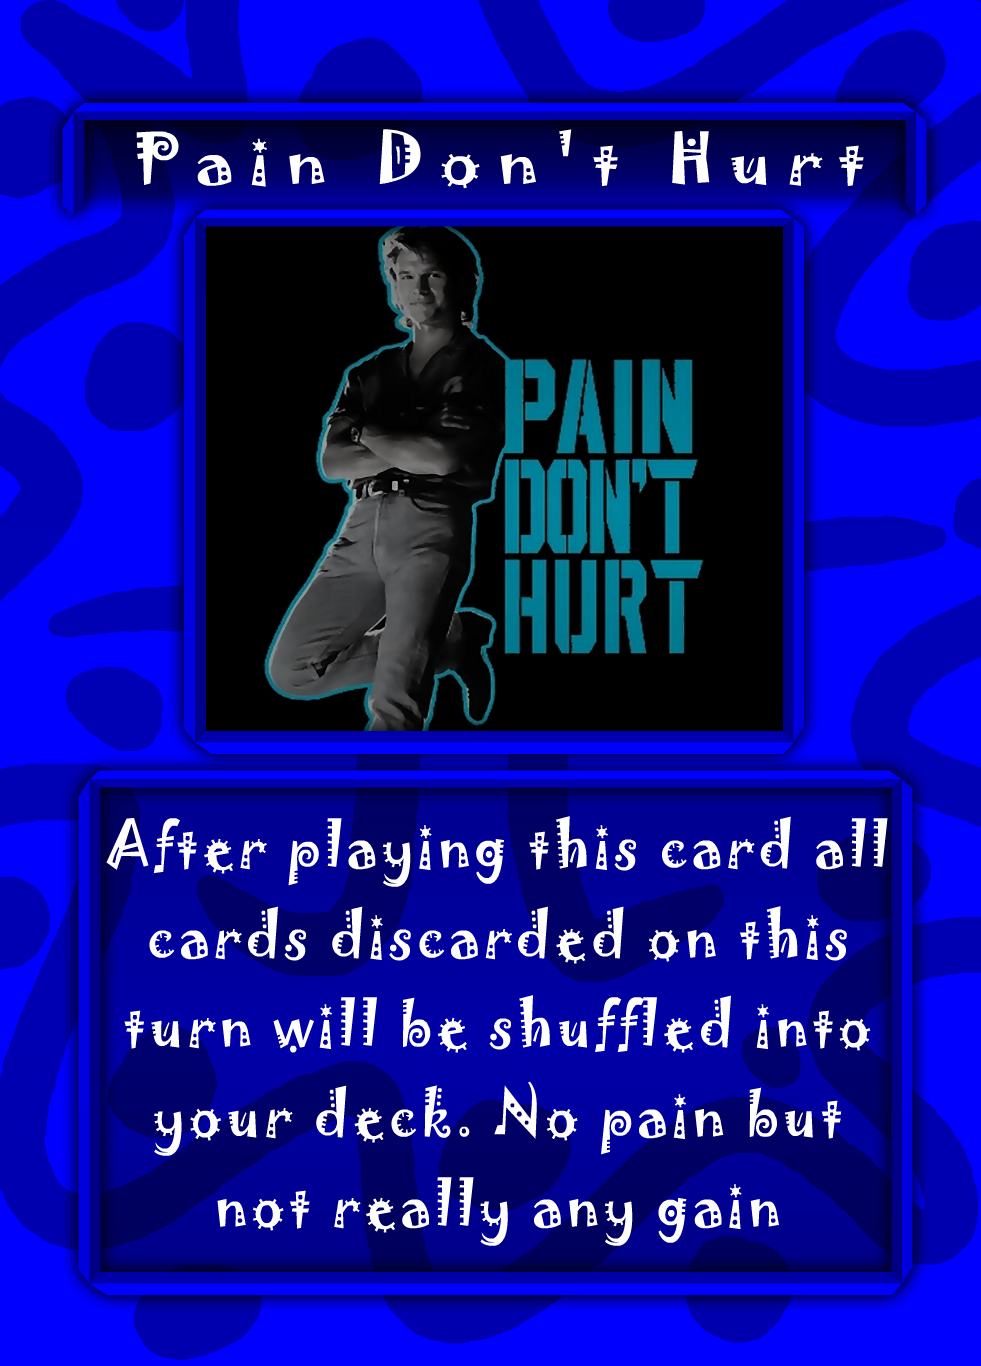 Pain Don't Hurt
PAIN
DON'T
HURT
After playing this card all
cards discarded on this
turn will be shuffled into
your deck. No pain but
not really any gain